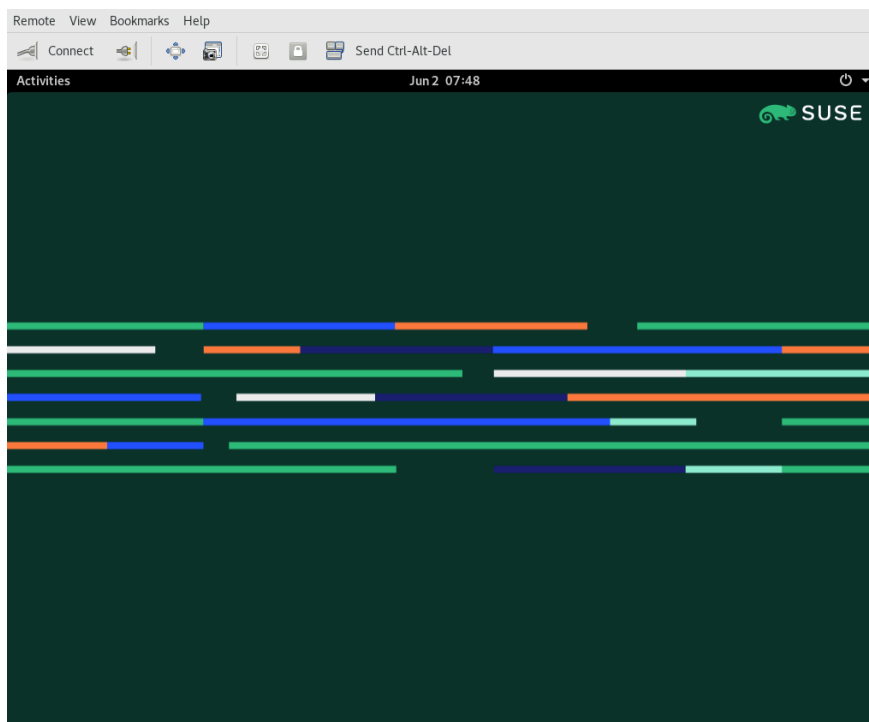 Remote View Bookmarks Help
Connect Send Ctrl-Alt-Del
Activities Jun 2 07:48
SUSE